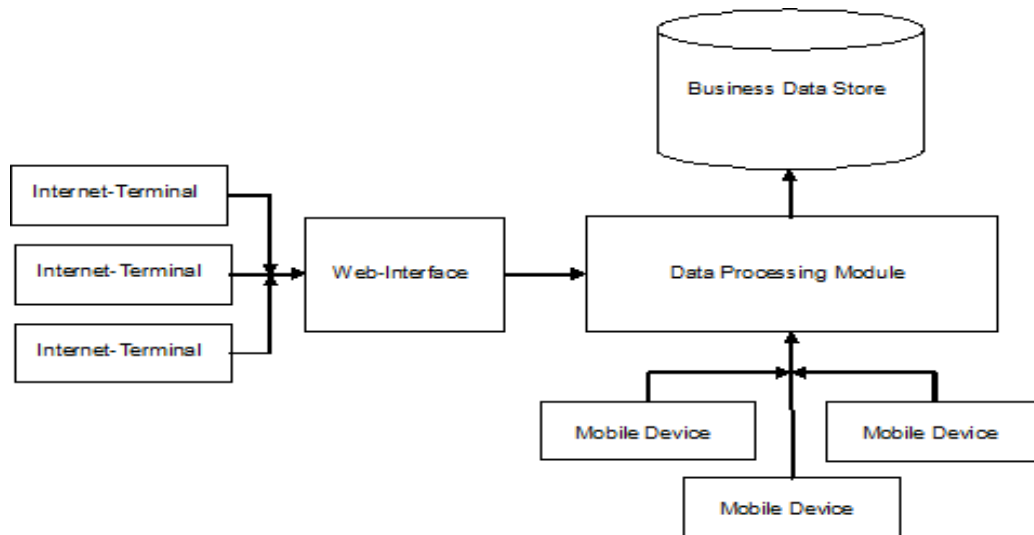 Business Data Store
Internet-Terminal
Internet-Terminal
Web-Interface
Data Processing Module
Internet-Terminal
Mobile Device
Mobile Device
Mobile Device